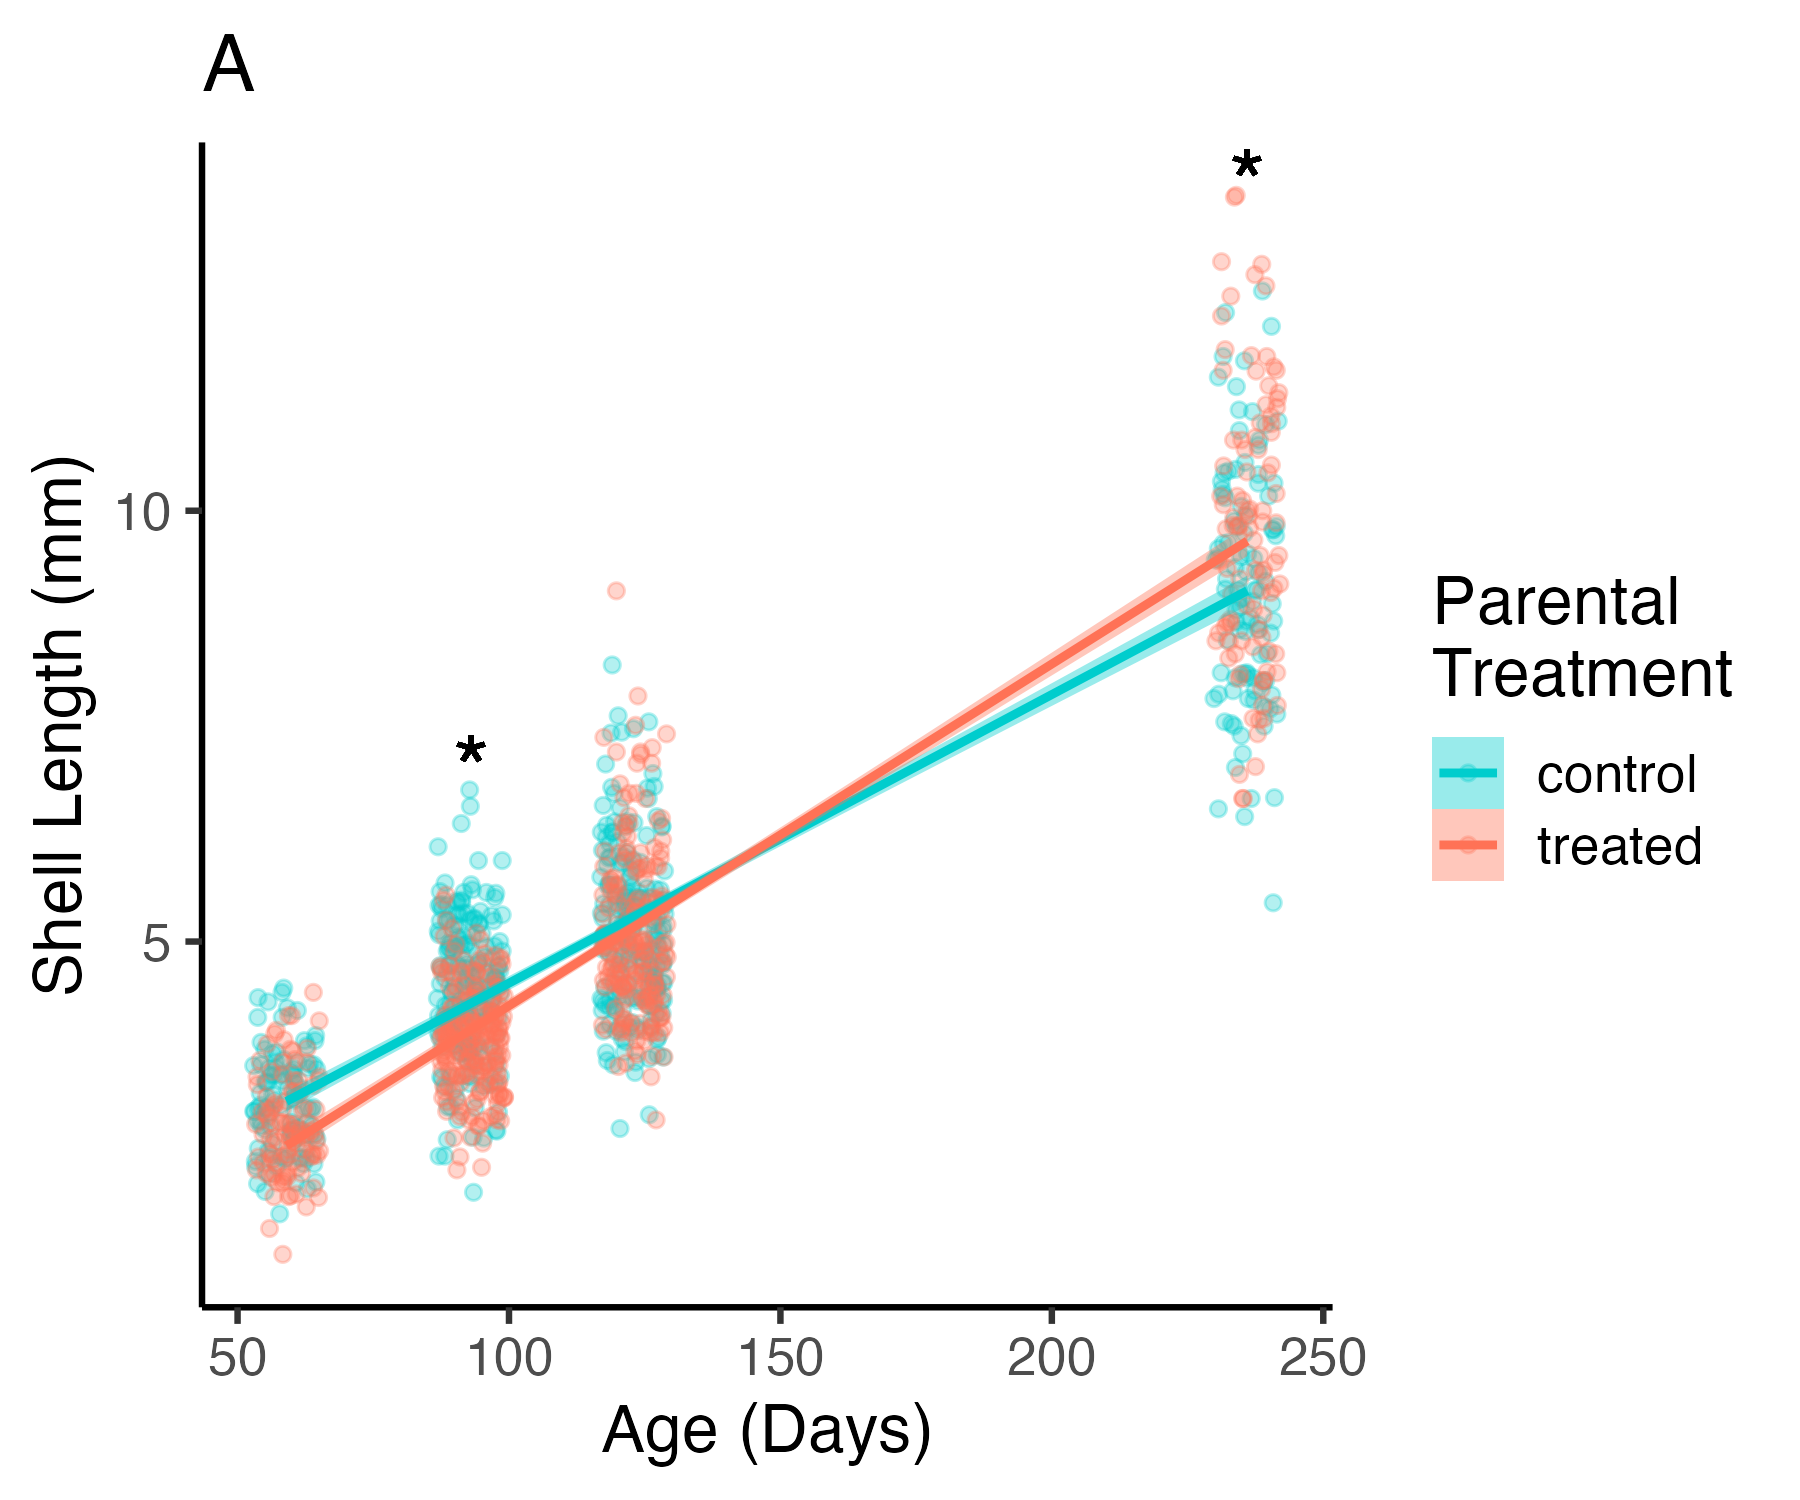 A
*
*
10
5
Shell Length (mm)
50 100 150 200 250
Age (Days)
Parental
Treatment
control
treated